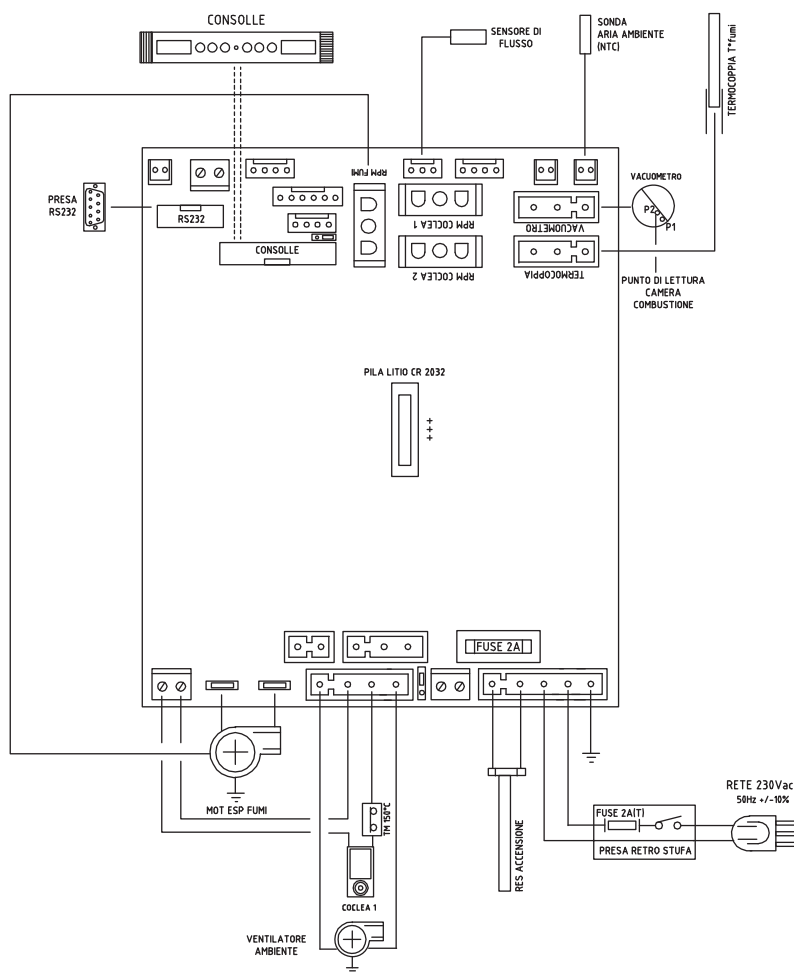 CONSOLLE
SENSORE DI
FLUSSO
SONDA
ARIA AMBIENTE
(NTC)
TERMOCOPPIA T°fumi
PRESA
RS232
RS232
CONSOLLE
RPM FUMI
RPM COCLEA 1
RPM COCLEA 2
VACUOMETRO
TERMOCOPPIA
VACUOMETRO
P2
P1
PUNTO DI LETTURA
CAMERA
COMBUSTIONE
PILA LITIO CR 2032
+++
FUSE 2A
MOT ESP FUMI
TM 150°C
COCLEA 1
VENTILATORE
AMBIENTE
RES ACCENSIONE
FUSE 2A(T)
PRESA RETRO STUFA
RETE 230Vac
50Hz +/-10%